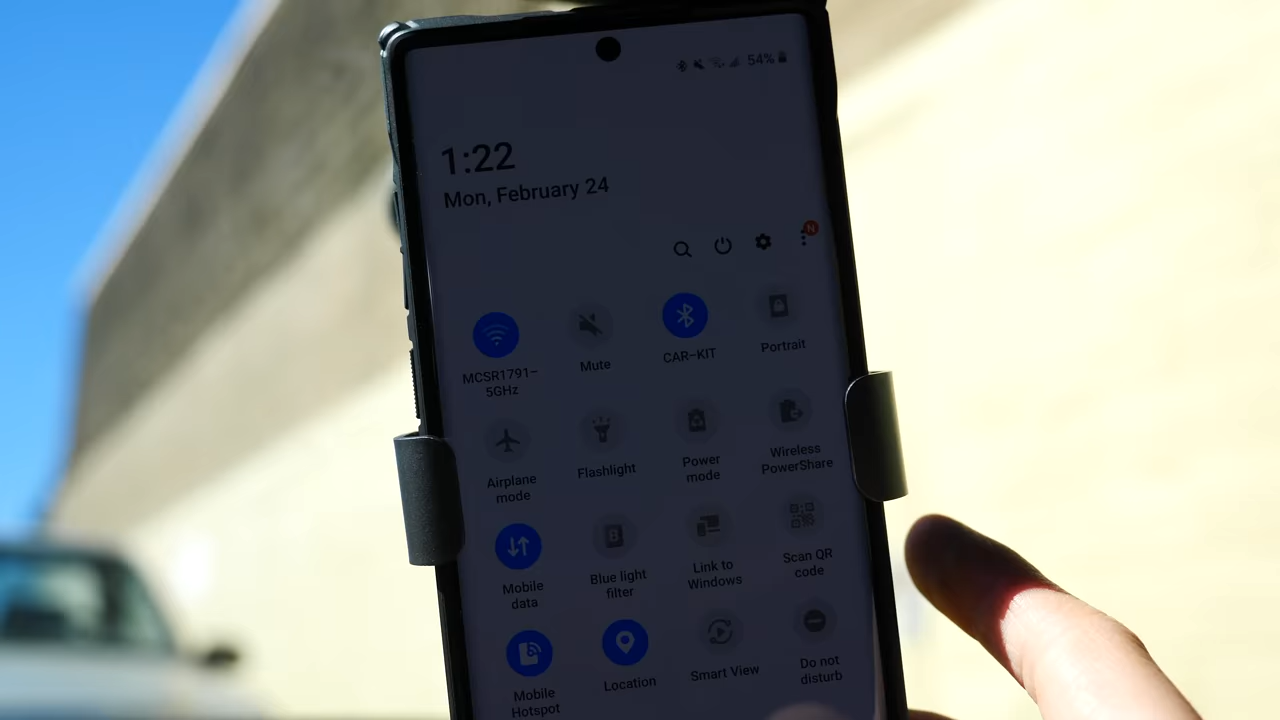 54%
1:22
Mon, February 24
N
MCSR1791-
5GHz
Mute
CAR-KIT
Portrait
Airplane
mode
Flashlight
Power
mode
Wireless
PowerShare
Mobile
data
Blue light
filter
B
Link to
Windows
Scan QR
code
Mobile
Hotspot
Location
Smart View
Do not
disturb